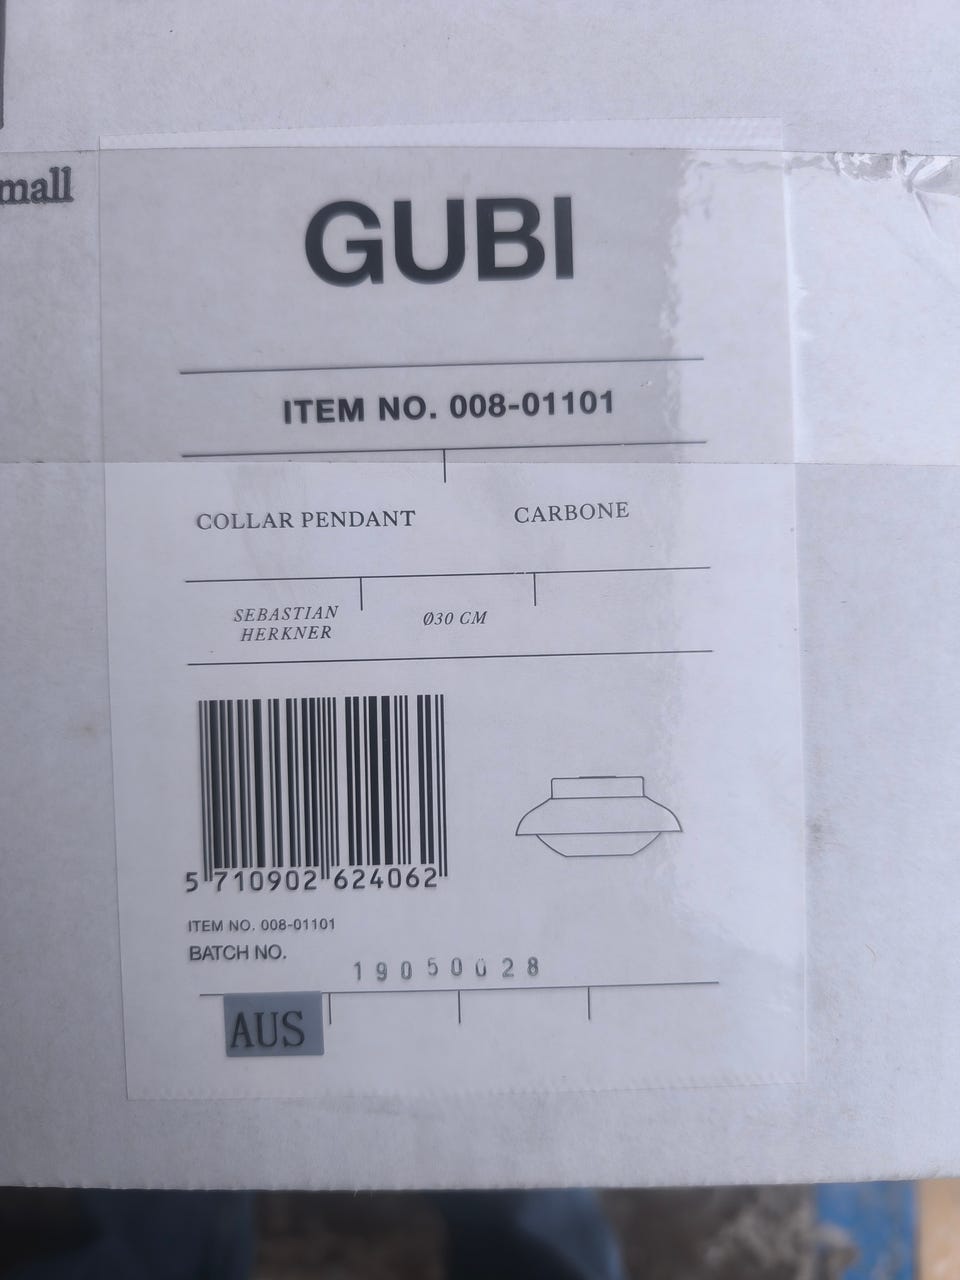 mall
GUBI
ITEM NO. 008-01101
COLLAR PENDANT CARBONE
SEBASTIAN
HERKNER
Ø30 CM
5 710902 624062
ITEM NO. 008-01101
BATCH NO.
19050028
AUS